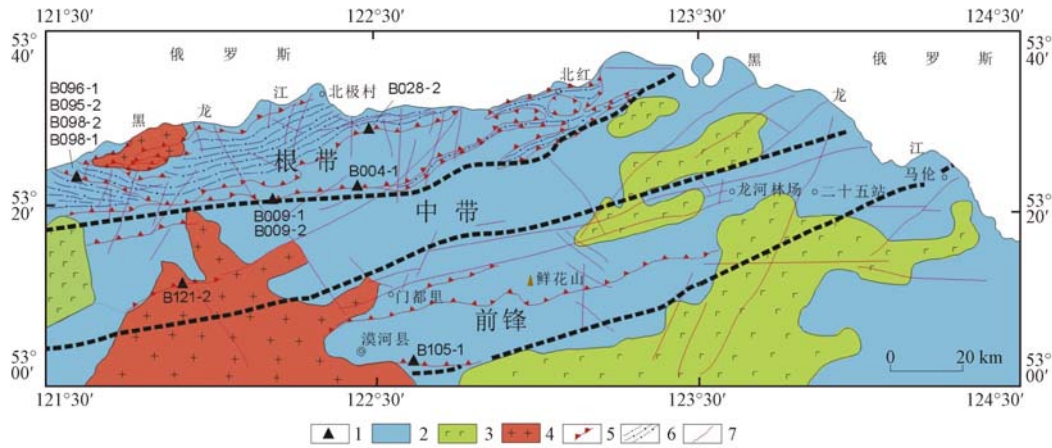 121°30′ 122°30′ 123°30′ 124°30′
53°
40′
53°
40′
俄 罗 斯
黑
俄 罗 斯
B096-1
B095-2
B098-2
B098-1
黑 龙 江
北极村
B028-2
北红
龙
江
根 带
B004-1
马伦
龙河林场
二十五站
53°
20′
53°
20′
B009-1
B009-2
中 带
B121-2
门都里
鲜花山
前锋
漠河县
B105-1
0 20 km
53°
00′
53°
00′
121°30′ 122°30′ 123°30′ 124°30′
1 2 3 4 5 6 7